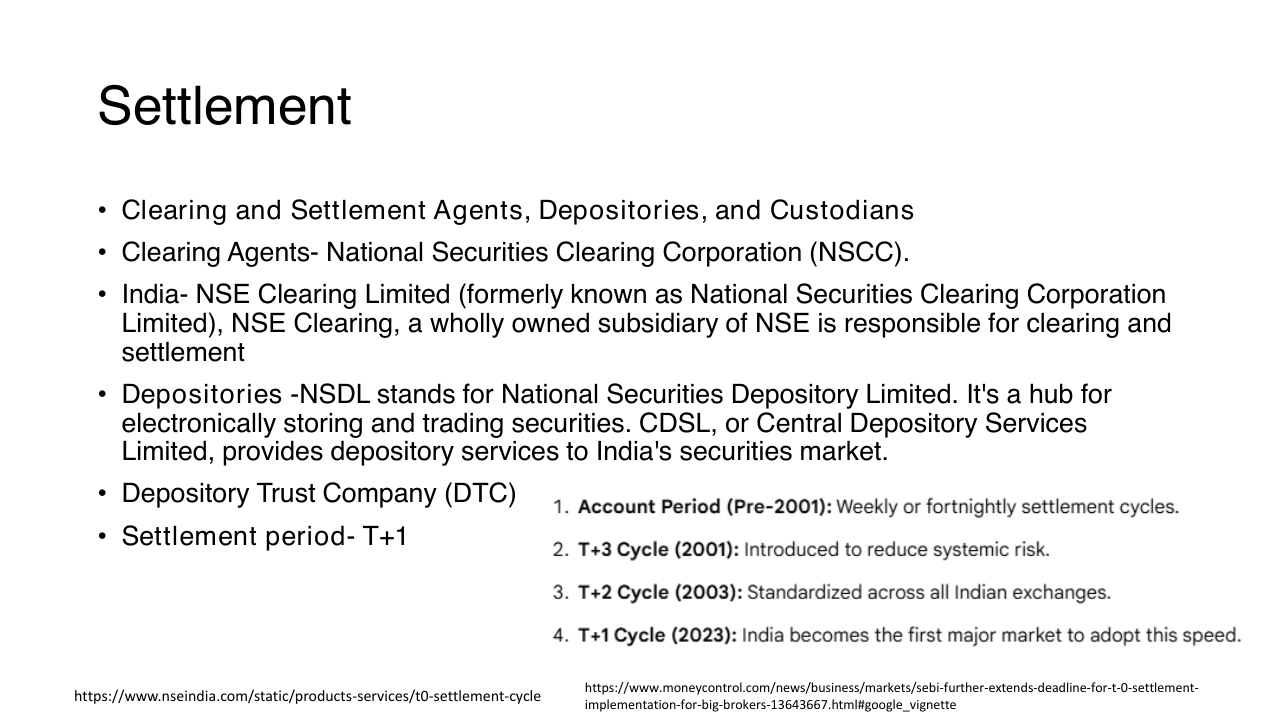 Settlement
• Clearing and Settlement Agents, Depositories, and Custodians
• Clearing Agents- National Securities Clearing Corporation (NSCC).
• India- NSE Clearing Limited (formerly known as National Securities Clearing Corporation
Limited), NSE Clearing, a wholly owned subsidiary of NSE is responsible for clearing and
settlement
• Depositories -NSDL stands for National Securities Depository Limited. It's a hub for
electronically storing and trading securities. CDSL, or Central Depository Services
Limited, provides depository services to India's securities market.
• Depository Trust Company (DTC)
• Settlement period- T+1
1. Account Period (Pre-2001): Weekly or fortnightly settlement cycles.
2. T+3 Cycle (2001): Introduced to reduce systemic risk.
3. T+2 Cycle (2003): Standardized across all Indian exchanges.
4. T+1 Cycle (2023): India becomes the first major market to adopt this speed.
https://www.nseindia.com/static/products-services/t0-settlement-cycle
https://www.moneycontrol.com/news/business/markets/sebi-further-extends-deadline-for-t-0-settlement-
implementation-for-big-brokers-13643667.html#google_vignette